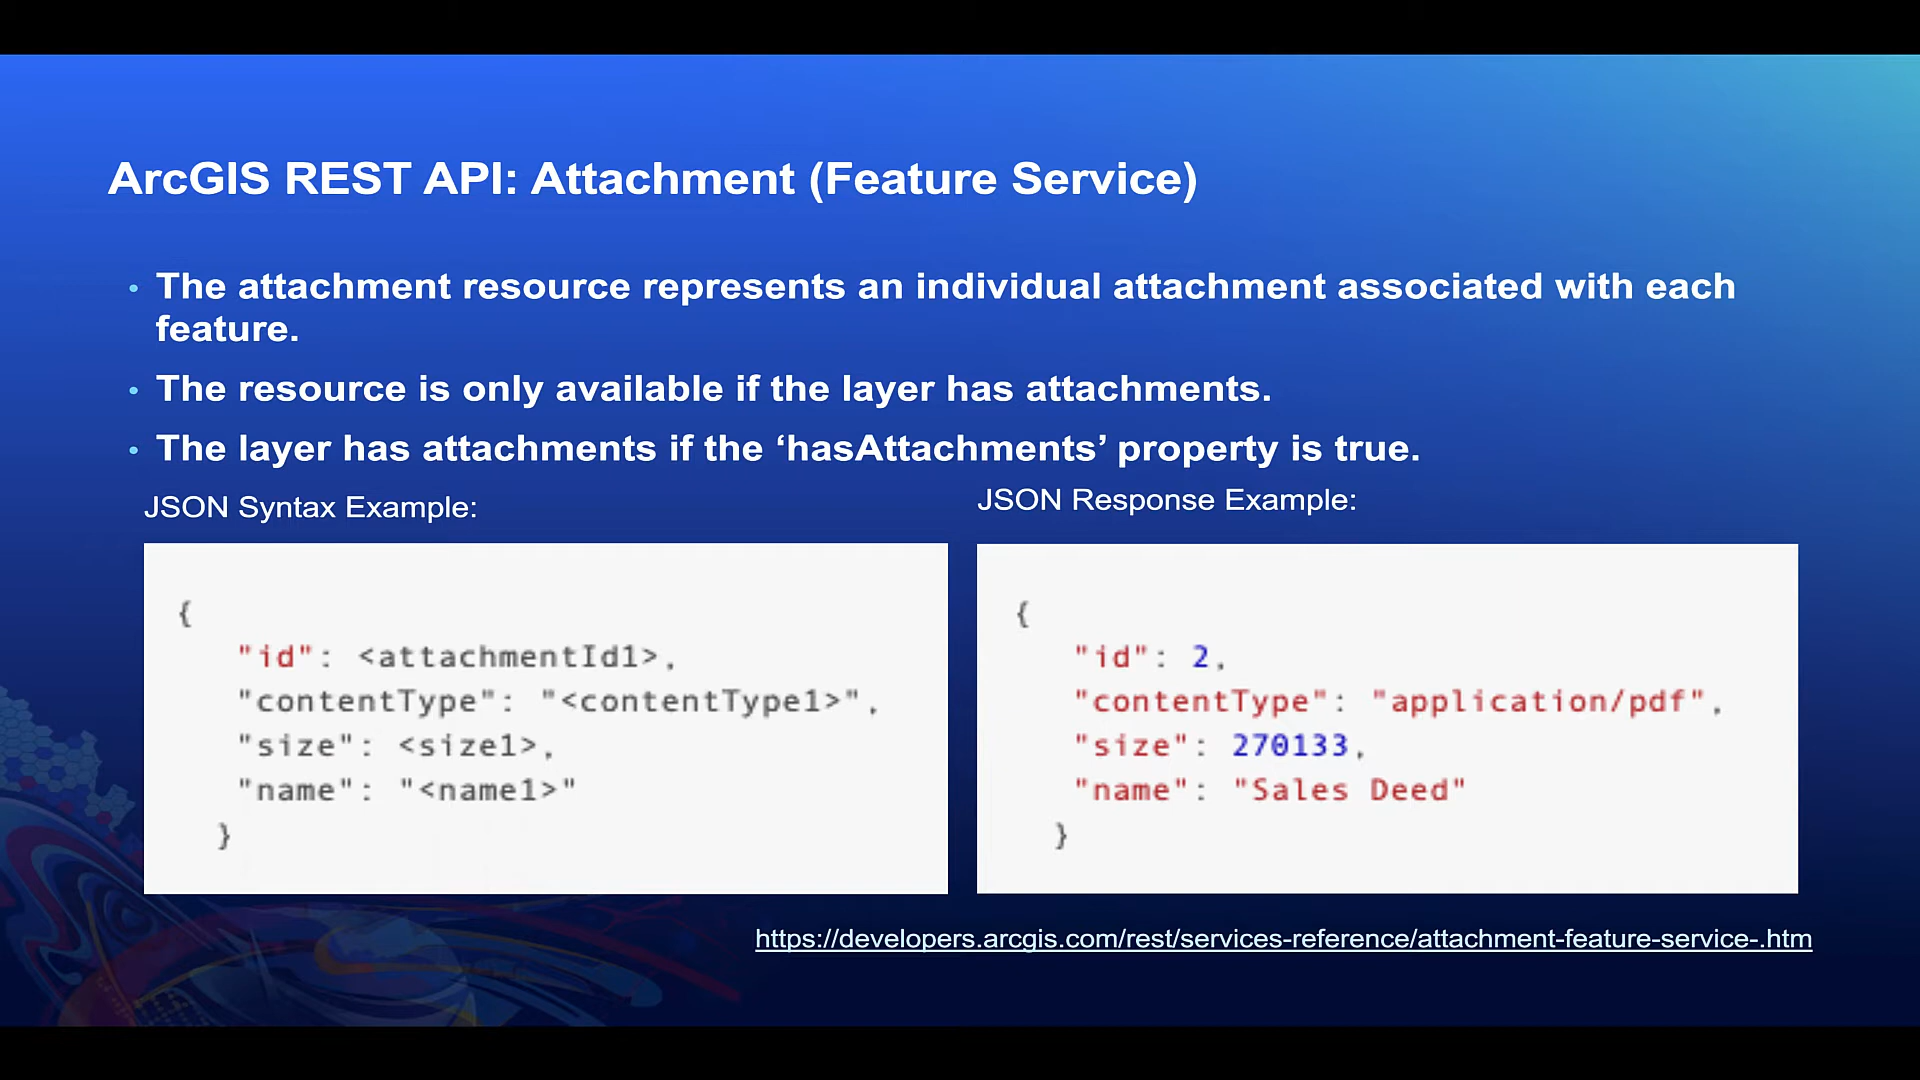 ArcGIS REST API: Attachment (Feature Service)
• The attachment resource represents an individual attachment associated with each
feature.
• The resource is only available if the layer has attachments.
• The layer has attachments if the ‘hasAttachments’ property is true.
JSON Syntax Example:
{
"id": <attachmentId1>,
"contentType": "<contentType1>",
"size": <size1>,
"name": "<name1>"
}
JSON Response Example:
{
"id": 2,
"contentType": "application/pdf",
"size": 270133,
"name": "Sales Deed"
}
https://developers.arcgis.com/rest/services-reference/attachment-feature-service-.htm